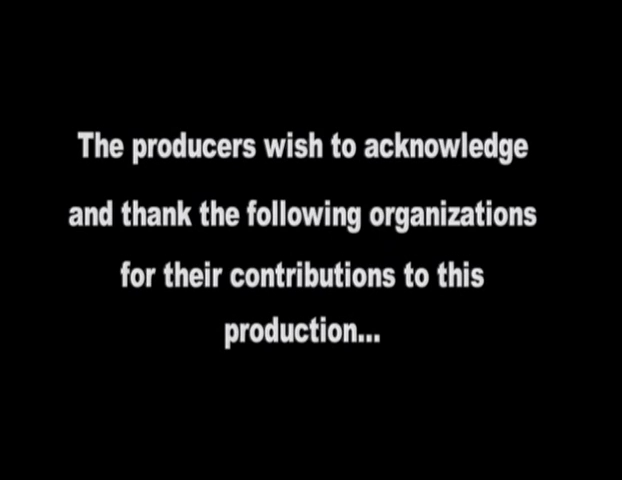 The producers wish to acknowledge
and thank the following organizations
for their contributions to this
production...